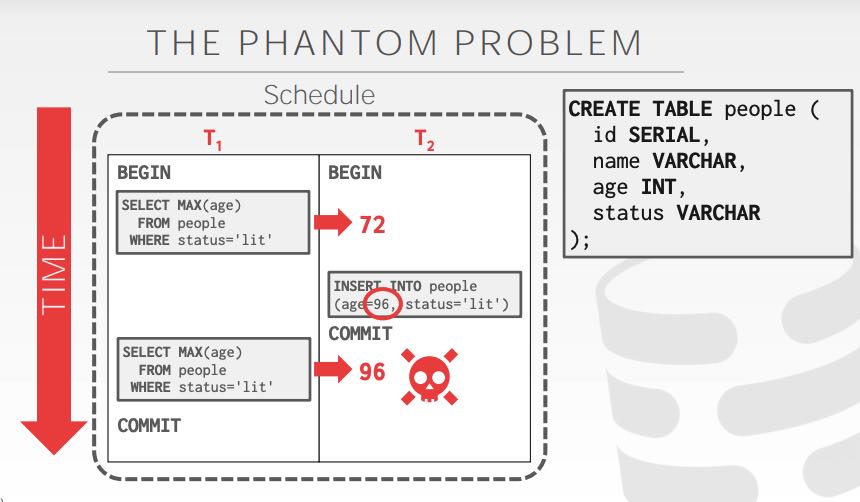 THE PHANTOM PROBLEM
Schedule
TIME
T1
T2
BEGIN
SELECT MAX(age)
FROM people
WHERE status='lit'
72
SELECT MAX(age)
FROM people
WHERE status='lit'
96
COMMIT
BEGIN
INSERT INTO people
(age=96, status='lit')
COMMIT
CREATE TABLE people (
id SERIAL,
name VARCHAR,
age INT,
status VARCHAR
);